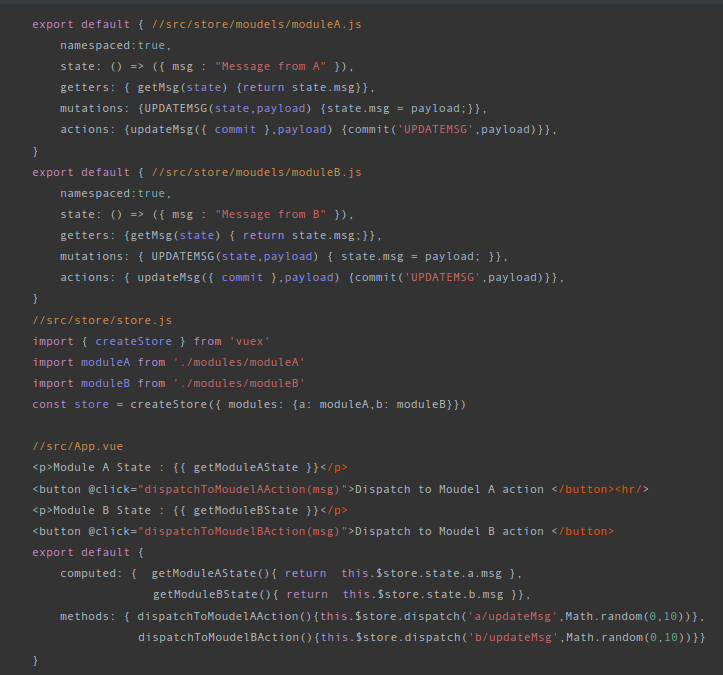 export default { //src/store/moudels/moduleA.js
    namespaced:true,
    state: () => ({ msg : "Message from A" }),
    getters: { getMsg(state) {return state.msg}},
    mutations: {UPDATEMSG(state,payload) {state.msg = payload;}},
    actions: {updateMsg({ commit },payload) {commit('UPDATEMSG',payload)}},
}
export default { //src/store/moudels/moduleB.js
    namespaced:true,
    state: () => ({ msg : "Message from B" }),
    getters: {getMsg(state) { return state.msg;}},
    mutations: { UPDATEMSG(state,payload) { state.msg = payload; }},
    actions: { updateMsg({ commit },payload) {commit('UPDATEMSG',payload)}},
}
//src/store/store.js
import { createStore } from 'vuex'
import moduleA from './modules/moduleA'
import moduleB from './modules/moduleB'
const store = createStore({ modules: {a: moduleA,b: moduleB}})
//src/App.vue
<p>Module A State : {{ getModuleAState }}</p>
<button @click="dispatchToMoudelAAction(msg)">Dispatch to Moudel A action </button><hr/>
<p>Module B State : {{ getModuleBState }}</p>
<button @click="dispatchToMoudelBAction(msg)">Dispatch to Moudel B action </button>
export default {
    computed: {  getModuleAState(){ return  this.$store.state.a.msg },
                 getModuleBState(){ return  this.$store.state.b.msg }},
    methods: { dispatchToMoudelAAction(){this.$store.dispatch('a/updateMsg',Math.random(0,10))},
               dispatchToMoudelBAction(){this.$store.dispatch('b/updateMsg',Math.random(0,10))}}
}